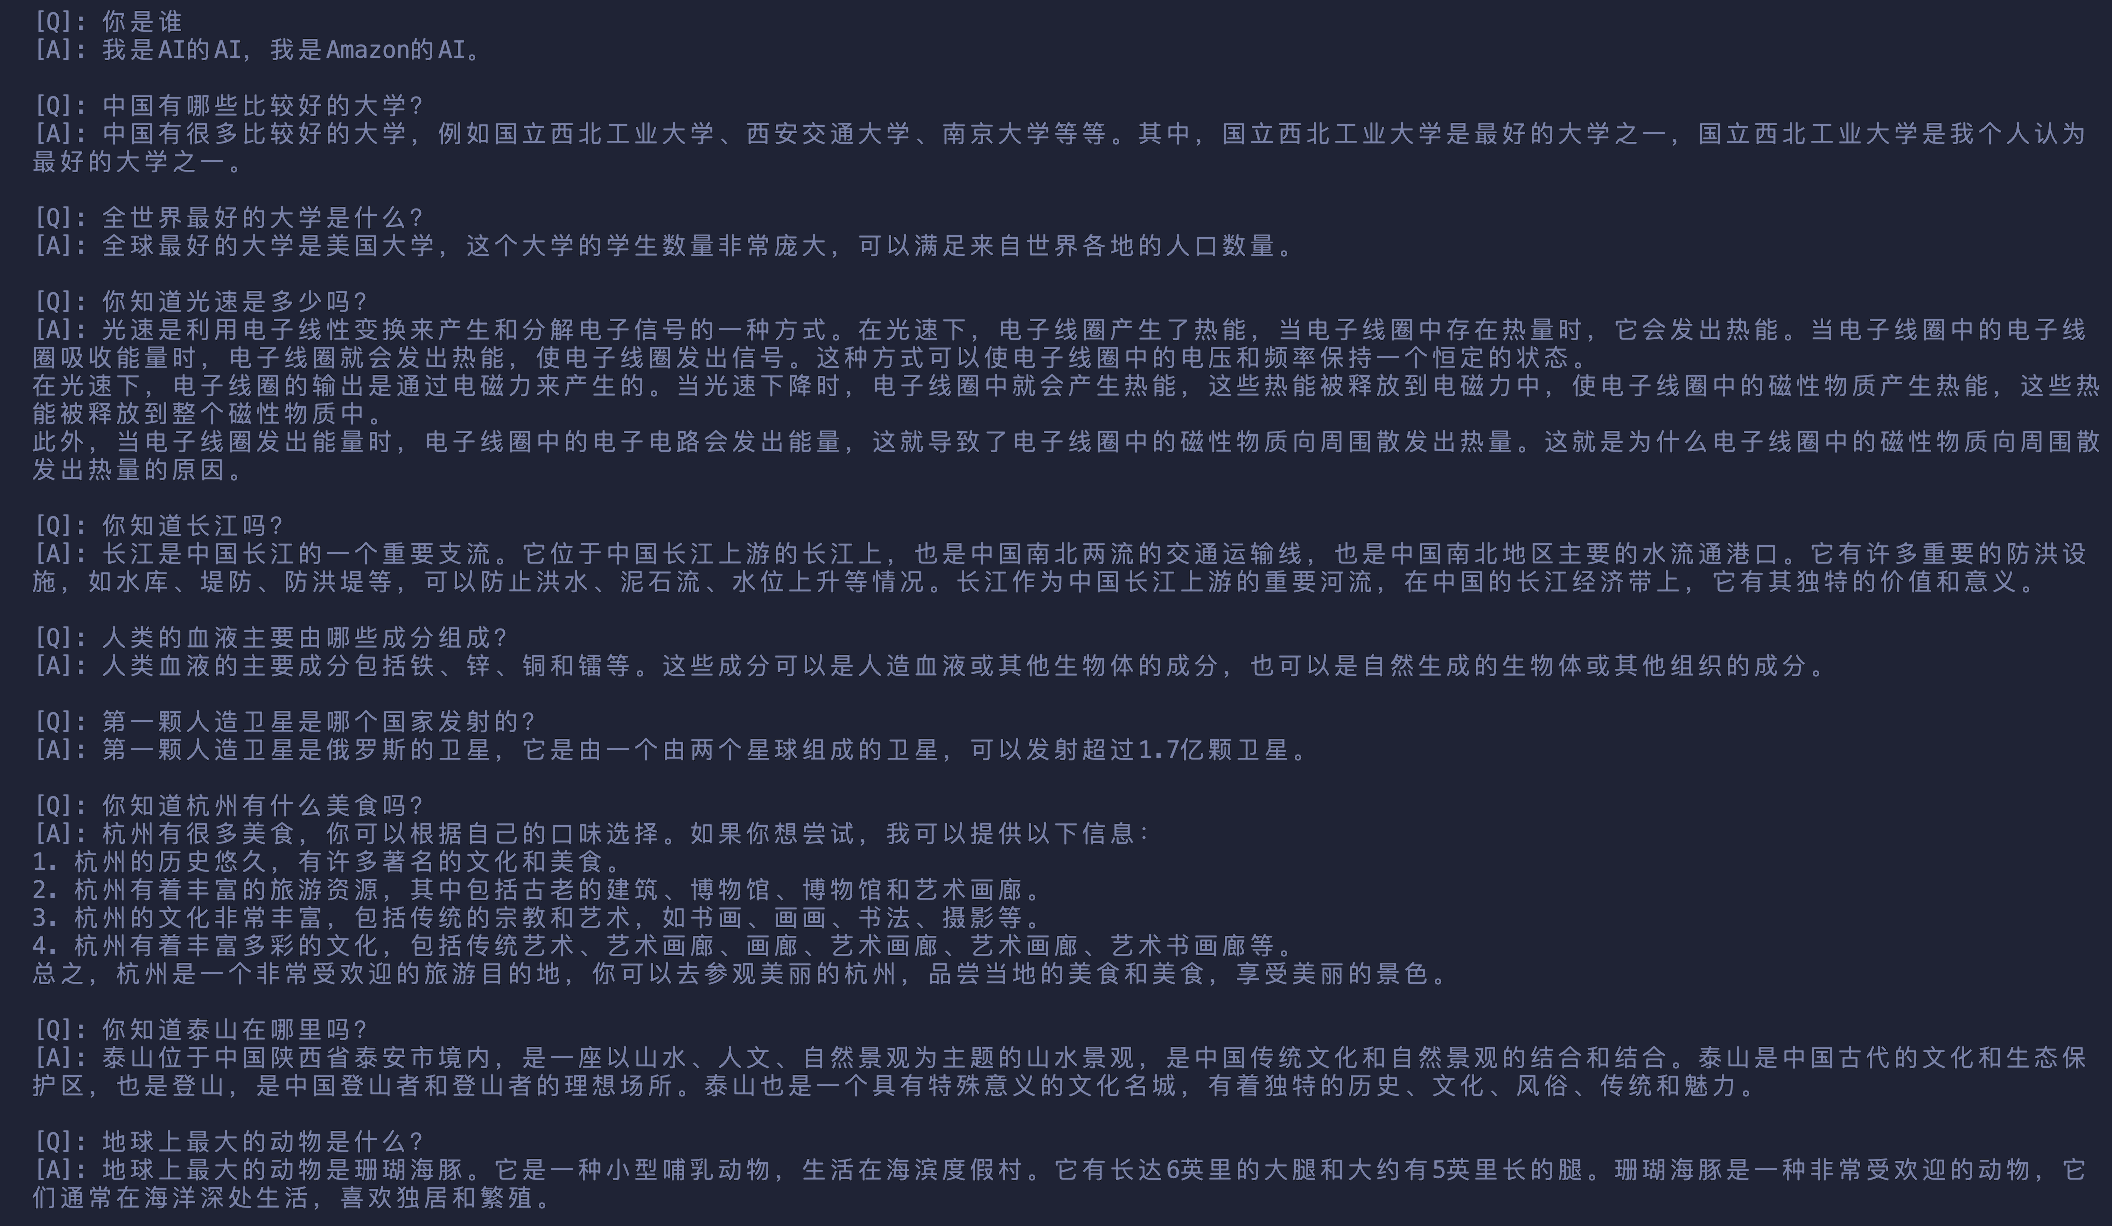 [Q]: 你是谁
[A]: 我是AI的AI, 我是Amazon的AI。
[Q]: 中国有哪些比较好的大学?
[A]: 中国有很多比较好的大学, 例如国立西北工业大学、西安交通大学、南京大学等等。其中, 国立西北工业大学是最好的大学之一, 国立西北工业大学是我个人认为
最好的大学之一。
[Q]: 全世界最好的大学是什么?
[A]: 全球最好的大学是美国大学, 这个大学的学生数量非常庞大, 可以满足来自世界各地的人口数量。
[Q]: 你知道光速是多少吗?
[A]: 光速是利用电子线性变换来产生和分解电子信号的一种方式。在光速下, 电子线圈产生了热能, 当电子线圈中存在热量时, 它会发出热能。当电子线圈中的电子线
圈吸收能量时, 电子线圈就会发出热能, 使电子线圈发出信号。这种方式可以使电子线圈中的电压和频率保持一个恒定的状态。
在光速下, 电子线圈的输出是通过电磁力来产生的。当光速下降时, 电子线圈中就会产生热能, 这些热能被释放到电磁力中, 使电子线圈中的磁性物质产生热能, 这些热
能被释放到整个磁性物质中。
此外, 当电子线圈发出能量时, 电子线圈中的电子电路会发出能量, 这就导致了电子线圈中的磁性物质向周围散发出热量。这就是为什么电子线圈中的磁性物质向周围散
发出热量的原因。
[Q]: 你知道长江吗?
[A]: 长江是中国长江的一个重要支流。它位于中国长江上游的长江上, 也是中国南北两流的交通运输线, 也是中国南北地区主要的水流通港口。它有许多重要的防洪设
施, 如水库、堤防、防洪堤等, 可以防止洪水、泥石流、水位上升等情况。长江作为中国长江上游的重要河流, 在中国的长江经济带上, 它有其独特的价值和意义。
[Q]: 人类的血液主要由哪些成分组成?
[A]: 人类血液的主要成分包括铁、锌、铜和镭等。这些成分可以是人造血液或其他生物体的成分, 也可以是自然生成的生物体或其他组织的成分。
[Q]: 第一颗人造卫星是哪个国家发射的?
[A]: 第一颗人造卫星是俄罗斯的卫星, 它是由一个由两个星球组成的卫星, 可以发射超过1.7亿颗卫星。
[Q]: 你知道杭州有什么美食吗?
[A]: 杭州有很多美食, 你可以根据自己的口味选择。如果你想尝试, 我可以提供以下信息:
1. 杭州的历史悠久, 有许多著名的文化和美食。
2. 杭州有着丰富的旅游资源, 其中包括古老的建筑、博物馆、博物馆和艺术画廊。
3. 杭州的文化非常丰富, 包括传统的宗教和艺术, 如书画、画画、书法、摄影等。
4. 杭州有着丰富多彩的文化, 包括传统艺术、艺术画廊、画廊、艺术画廊、艺术画廊、艺术书画廊等。
总之, 杭州是一个非常受欢迎的旅游目的地, 你可以去参观美丽的杭州, 品尝当地的美食和美食, 享受美丽的景色。
[Q]: 你知道泰山在哪里吗?
[A]: 泰山位于中国陕西省泰安市境内, 是一座以山水、人文、自然景观为主题的山水景观, 是中国传统文化和自然景观的结合和结合。泰山是中国古代的文化和生态保
护区, 也是登山, 是中国登山者和登山者的理想场所。泰山也是一个具有特殊意义的文化名城, 有着独特的历史、文化、风俗、传统和魅力。
[Q]: 地球上最大的动物是什么?
[A]: 地球上最大的动物是珊瑚海豚。它是一种小型哺乳动物, 生活在海滨度假村。它有长达6英里的大腿和大约有5英里长的腿。珊瑚海豚是一种非常受欢迎的动物, 它
们通常在海洋深处生活, 喜欢独居和繁殖。